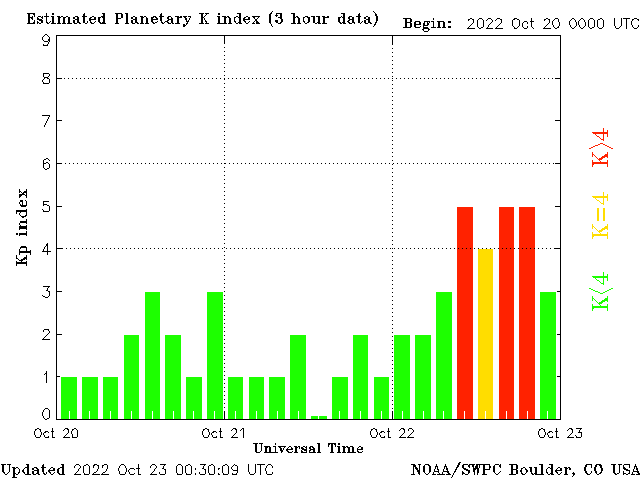 Estimated Planetary K index (3 hour data)
Begin: 2022 Oct 20 0000 UTC
9
8
7
6
5
4
3
2
1
0
Kp index
K>4
K=4
K<4
Oct 20
Oct 21
Oct 22
Oct 23
Universal Time
Updated 2022 Oct 23 00:30:09 UTC
NOAA/SWPC Boulder, CO USA